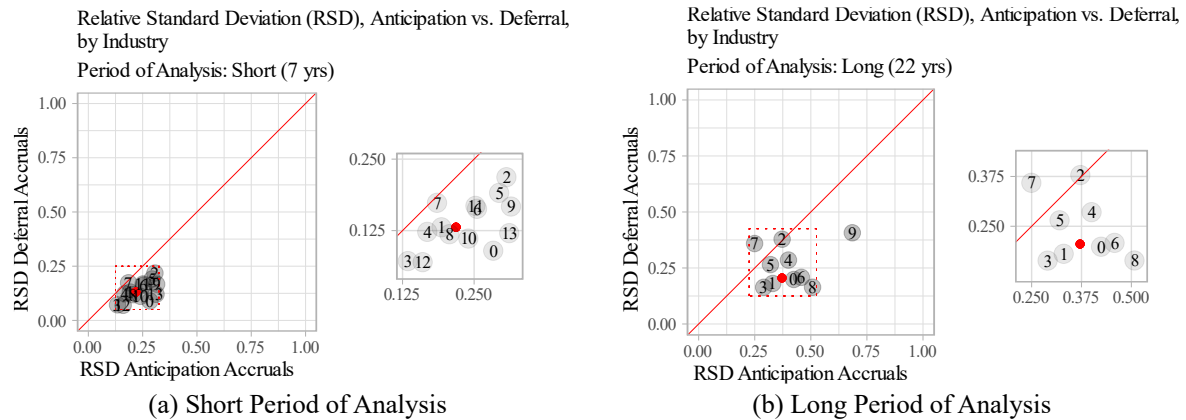 Relative Standard Deviation (RSD), Anticipation vs. Deferral,
by Industry
Period of Analysis: Short (7 yrs)
1.00
0.75
0.50
0.25
0.00
RSD Deferral Accruals
0.00 0.25 0.50 0.75 1.00
RSD Anticipation Accruals
0.250
0.125
2
5
7 11 6 9
4 1 8 10 13
0
3 12
0.125 0.250
(a) Short Period of Analysis
Relative Standard Deviation (RSD), Anticipation vs. Deferral,
by Industry
Period of Analysis: Long (22 yrs)
1.00
0.75
0.50
0.25
0.00
RSD Deferral Accruals
7 2 9
5 4
3 1 0 6 8
0.00 0.25 0.50 0.75 1.00
RSD Anticipation Accruals
0.375
0.250
7 2
5 4
3 1 0 6 8
0.250 0.375 0.500
(b) Long Period of Analysis